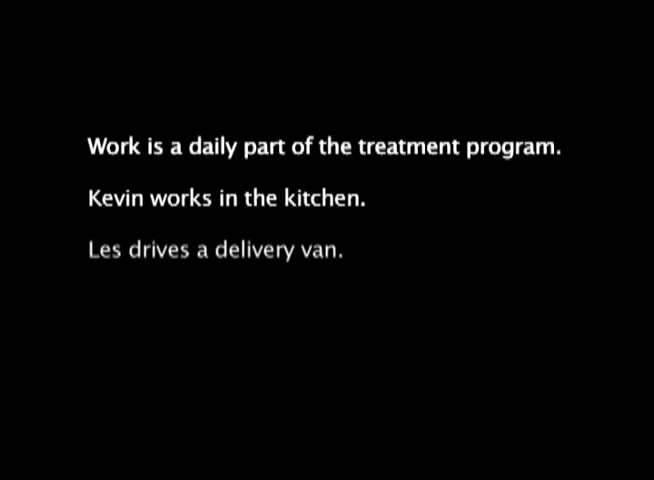 Work is a daily part of the treatment program.
Kevin works in the kitchen.
Les drives a delivery van.